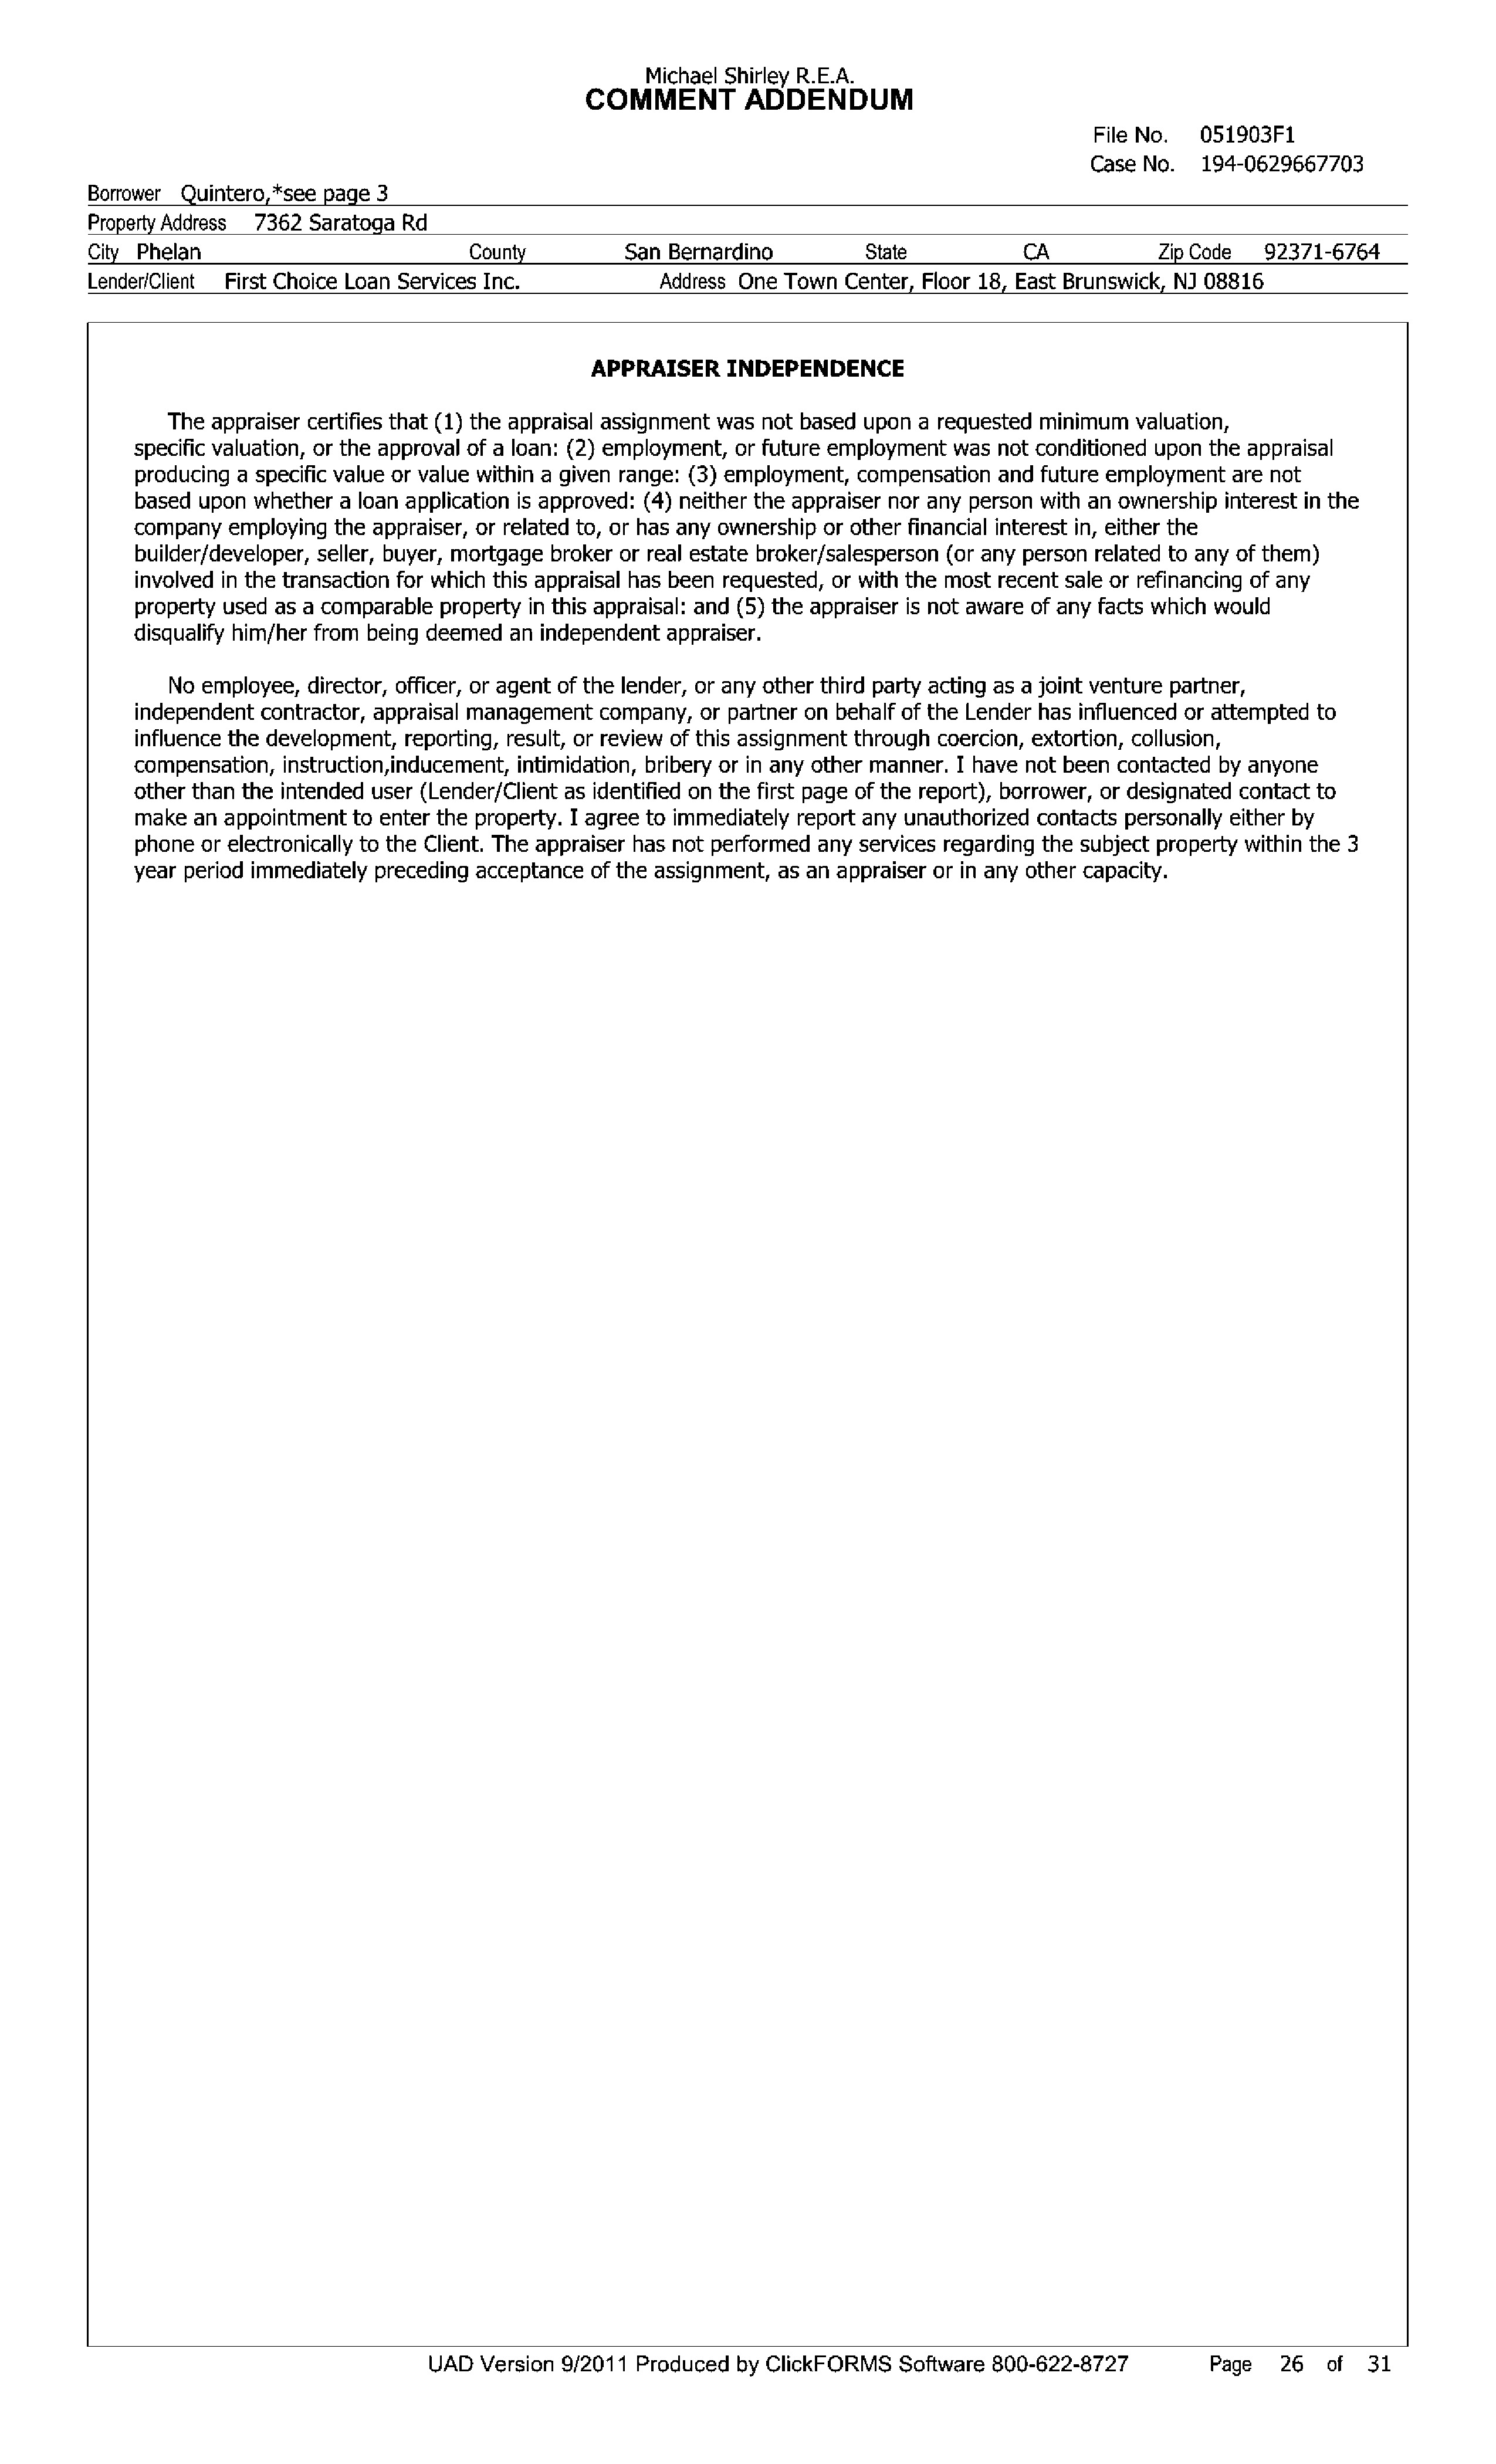 Michael Shirley R.E.A.
COMMENT ADDENDUM
File No. 051903F1
Case No. 194-0629667703
Borrower Quintero,*see page 3
Property Address 7362 Saratoga Rd
City Phelan County San Bernardino State CA Zip Code 92371-6764
Lender/Client First Choice Loan Services Inc. Address One Town Center, Floor 18, East Brunswick, NJ 08816
APPRAISER INDEPENDENCE
The appraiser certifies that (1) the appraisal assignment was not based upon a requested minimum valuation,
specific valuation, or the approval of a loan: (2) employment, or future employment was not conditioned upon the appraisal
producing a specific value or value within a given range: (3) employment, compensation and future employment are not
based upon whether a loan application is approved: (4) neither the appraiser nor any person with an ownership interest in the
company employing the appraiser, or related to, or has any ownership or other financial interest in, either the
builder/developer, seller, buyer, mortgage broker or real estate broker/salesperson (or any person related to any of them)
involved in the transaction for which this appraisal has been requested, or with the most recent sale or refinancing of any
property used as a comparable property in this appraisal: and (5) the appraiser is not aware of any facts which would
disqualify him/her from being deemed an independent appraiser.
No employee, director, officer, or agent of the lender, or any other third party acting as a joint venture partner,
independent contractor, appraisal management company, or partner on behalf of the Lender has influenced or attempted to
influence the development, reporting, result, or review of this assignment through coercion, extortion, collusion,
compensation, instruction,inducement, intimidation, bribery or in any other manner. I have not been contacted by anyone
other than the intended user (Lender/Client as identified on the first page of the report), borrower, or designated contact to
make an appointment to enter the property. I agree to immediately report any unauthorized contacts personally either by
phone or electronically to the Client. The appraiser has not performed any services regarding the subject property within the 3
year period immediately preceding acceptance of the assignment, as an appraiser or in any other capacity.
UAD Version 9/2011 Produced by ClickFORMS Software 800-622-8727 Page 26 of 31